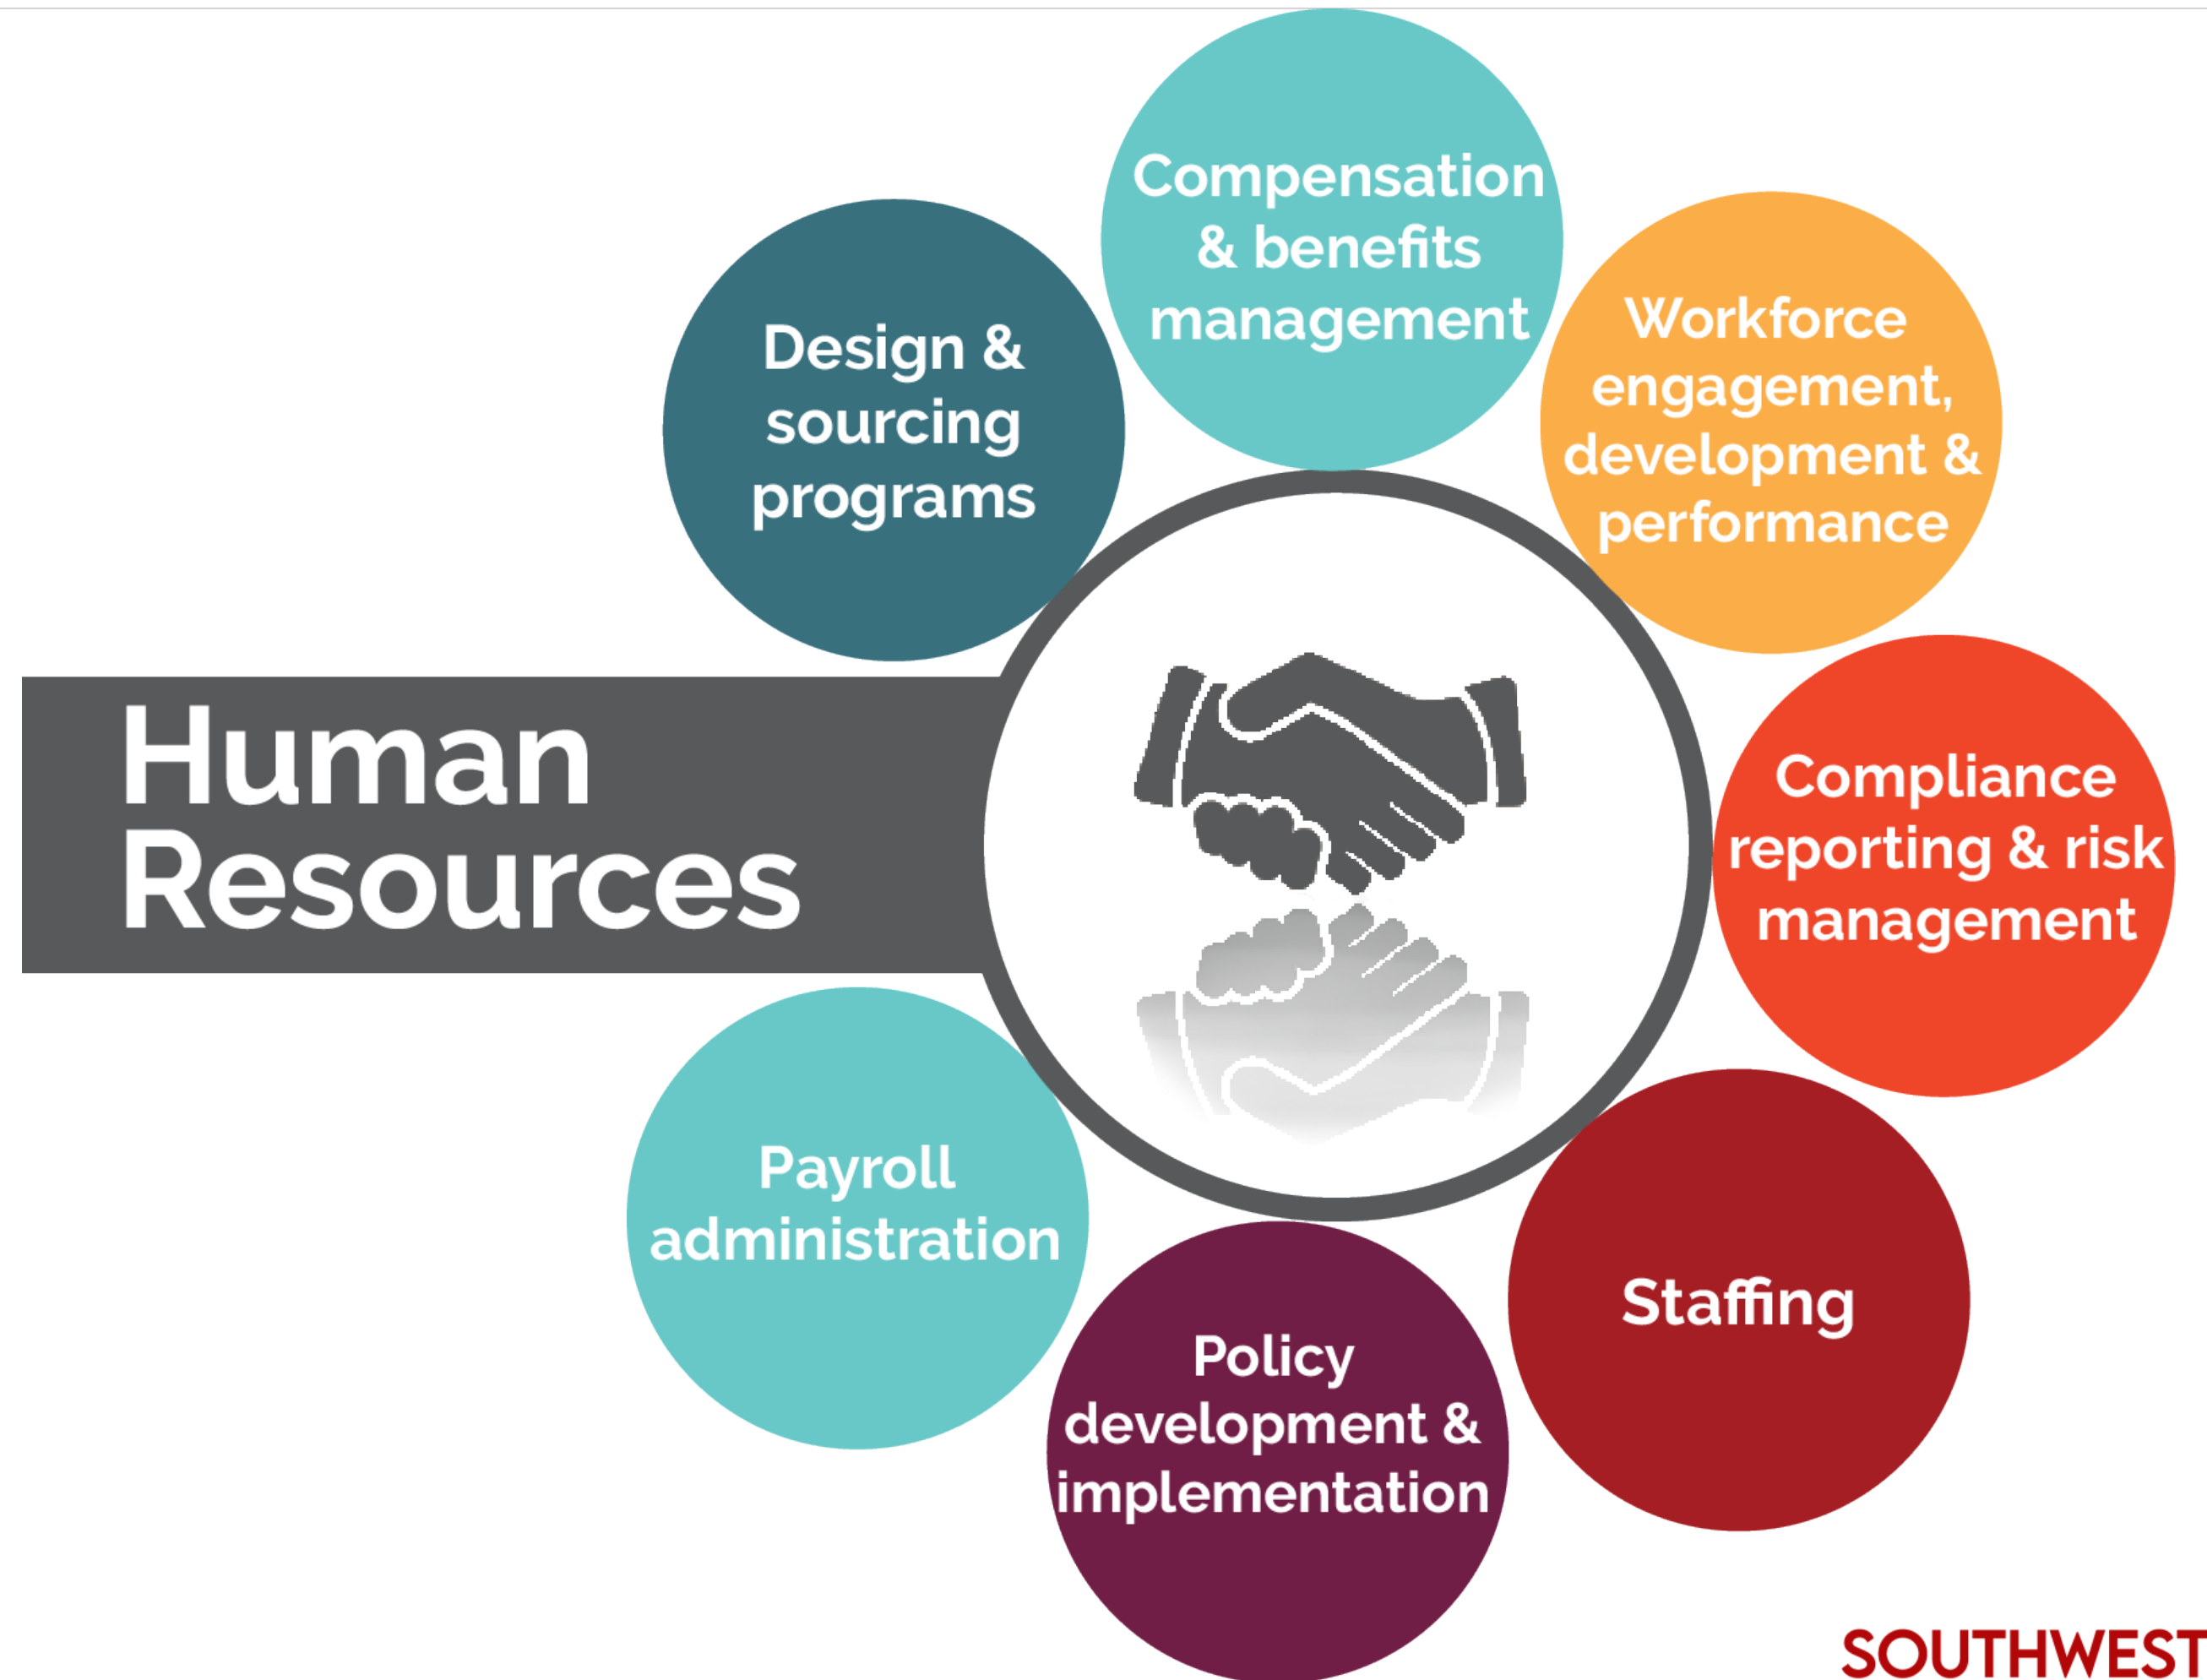 Human
Resources
Design &
sourcing
programs
Compensation
& benefits
management
Workforce
engagement,
development &
performance
Compliance
reporting & risk
management
Staffing
Policy
development &
implementation
Payroll
administration
SOUTHWEST